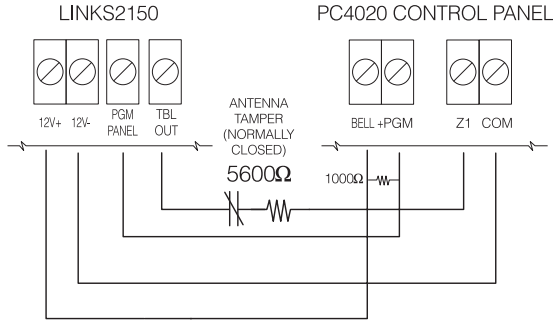 LINKS2150
PC4020 CONTROL PANEL
12V+
12V-
PGM
PANEL
TBL
OUT
ANTENNA
TAMPER
(NORMALLY
CLOSED)
5600Ω
BELL +PGM
Z1
COM
1000Ω